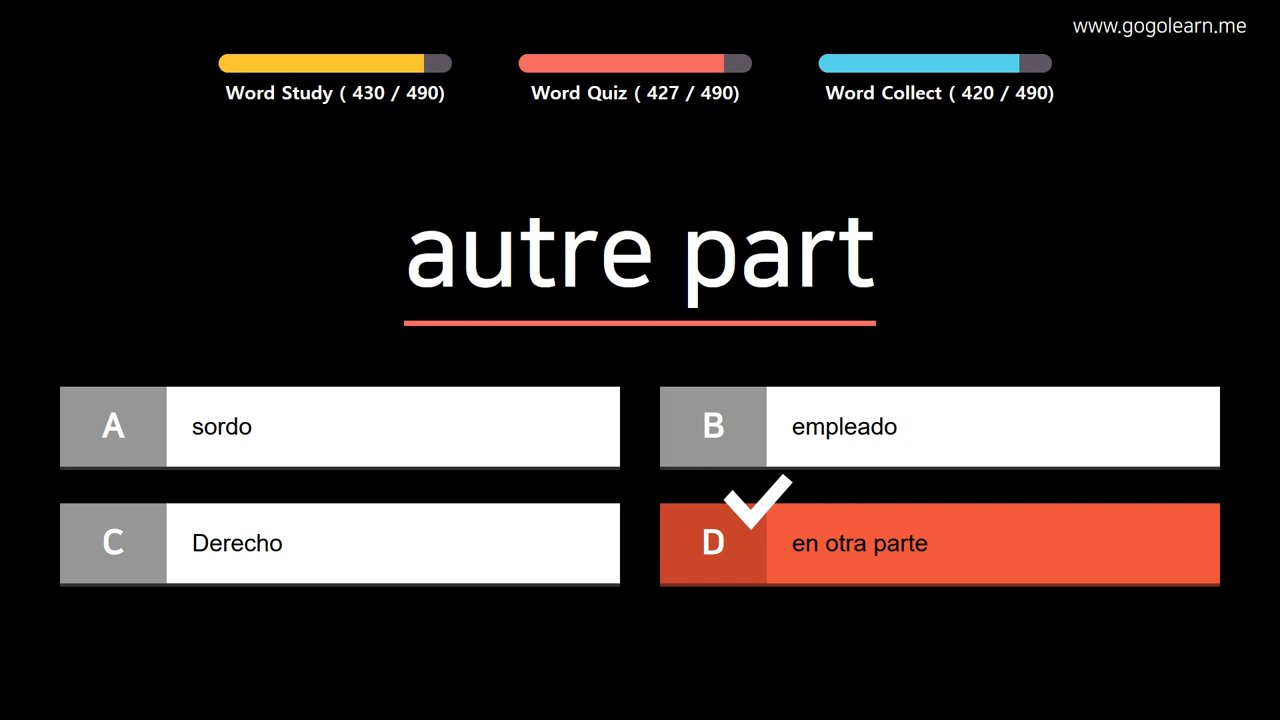 www.gogolearn.me
Word Study ( 430 / 490)
Word Quiz ( 427 / 490)
Word Collect ( 420 / 490)
autre part
A sordo
B empleado
C Derecho
D en otra parte